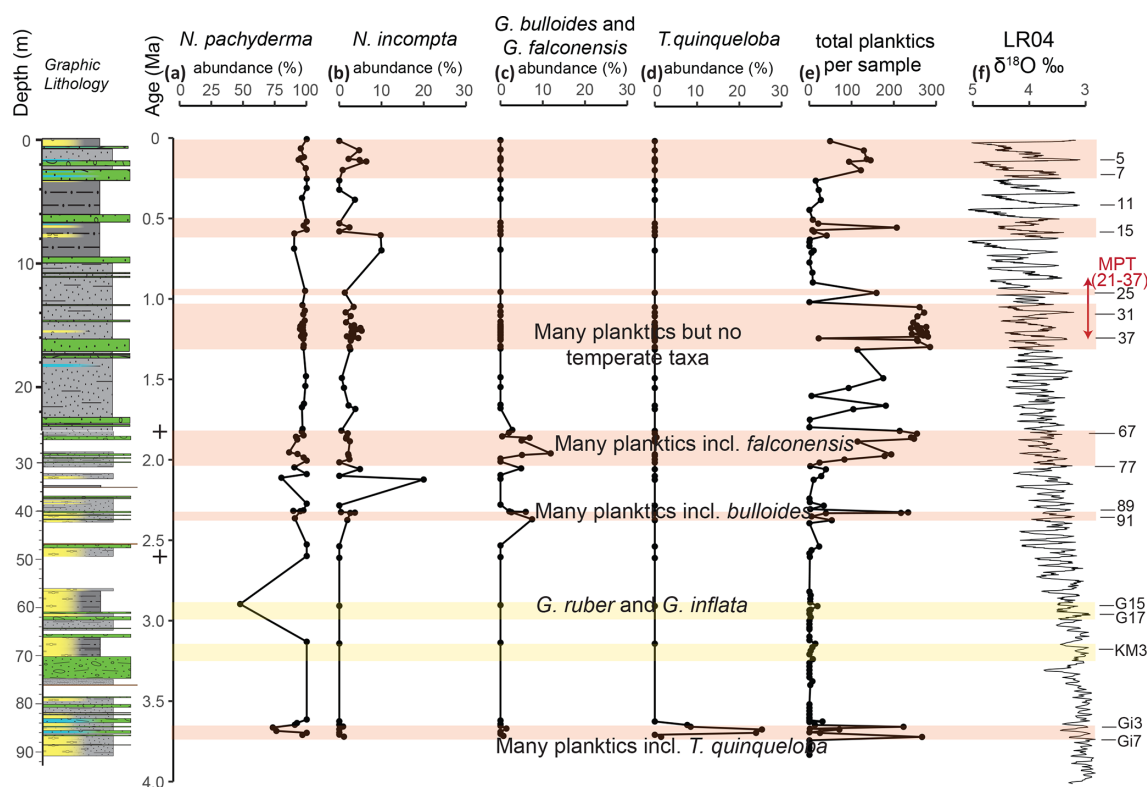 G. bulloides and
N. pachyderma N. incompta G. falconensis T.quinqueloba total planktics per sample LR04 δ¹⁸O ‰
Depth (m) Graphic Lithology Age (Ma)
(a) abundance (%) (b) abundance (%) (c) abundance (%) (d) abundance (%) (e) (f)
0 25 50 75 100 0 10 20 30 0 10 20 30 0 10 20 30 0 100 200 300 5 4 3
0 0
5
7
11
0.5
15
10
MPT
(21-37)
1.0 25
31
Many planktics but no
temperate taxa
37
20 1.5
+ 67
Many planktics incl. falconensis
30 2.0 77
40 Many planktics incl. bulloides 89
91
2.5
50 +
60 G. ruber and G. inflata G15
3.0 G17
70 KM3
80 3.5
Gi3
90 Many planktics incl. T. quinqueloba Gi7
4.0